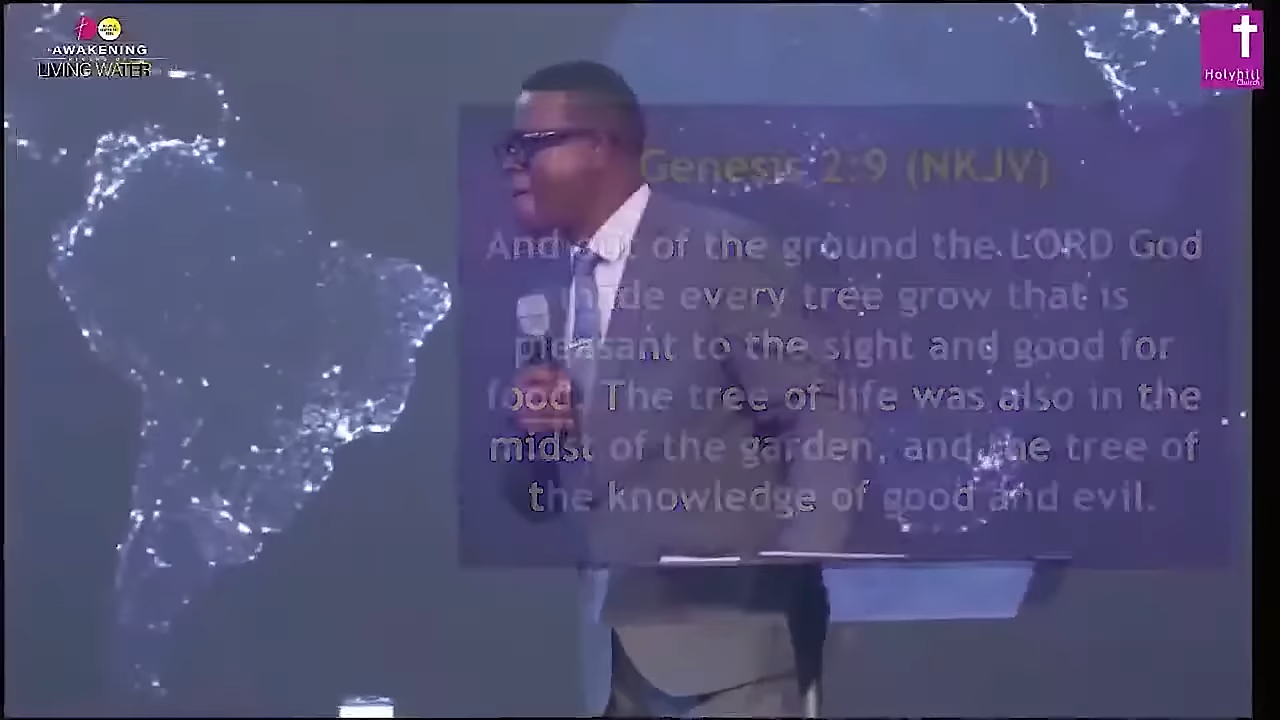 AWAKENING
LIVING WATER
Holyhill
Church
Genesis 2:9 (NKJV)
And out of the ground the LORD God
made every tree grow that is
pleasant to the sight and good for
food. The tree of life was also in the
midst of the garden, and the tree of
the knowledge of good and evil.